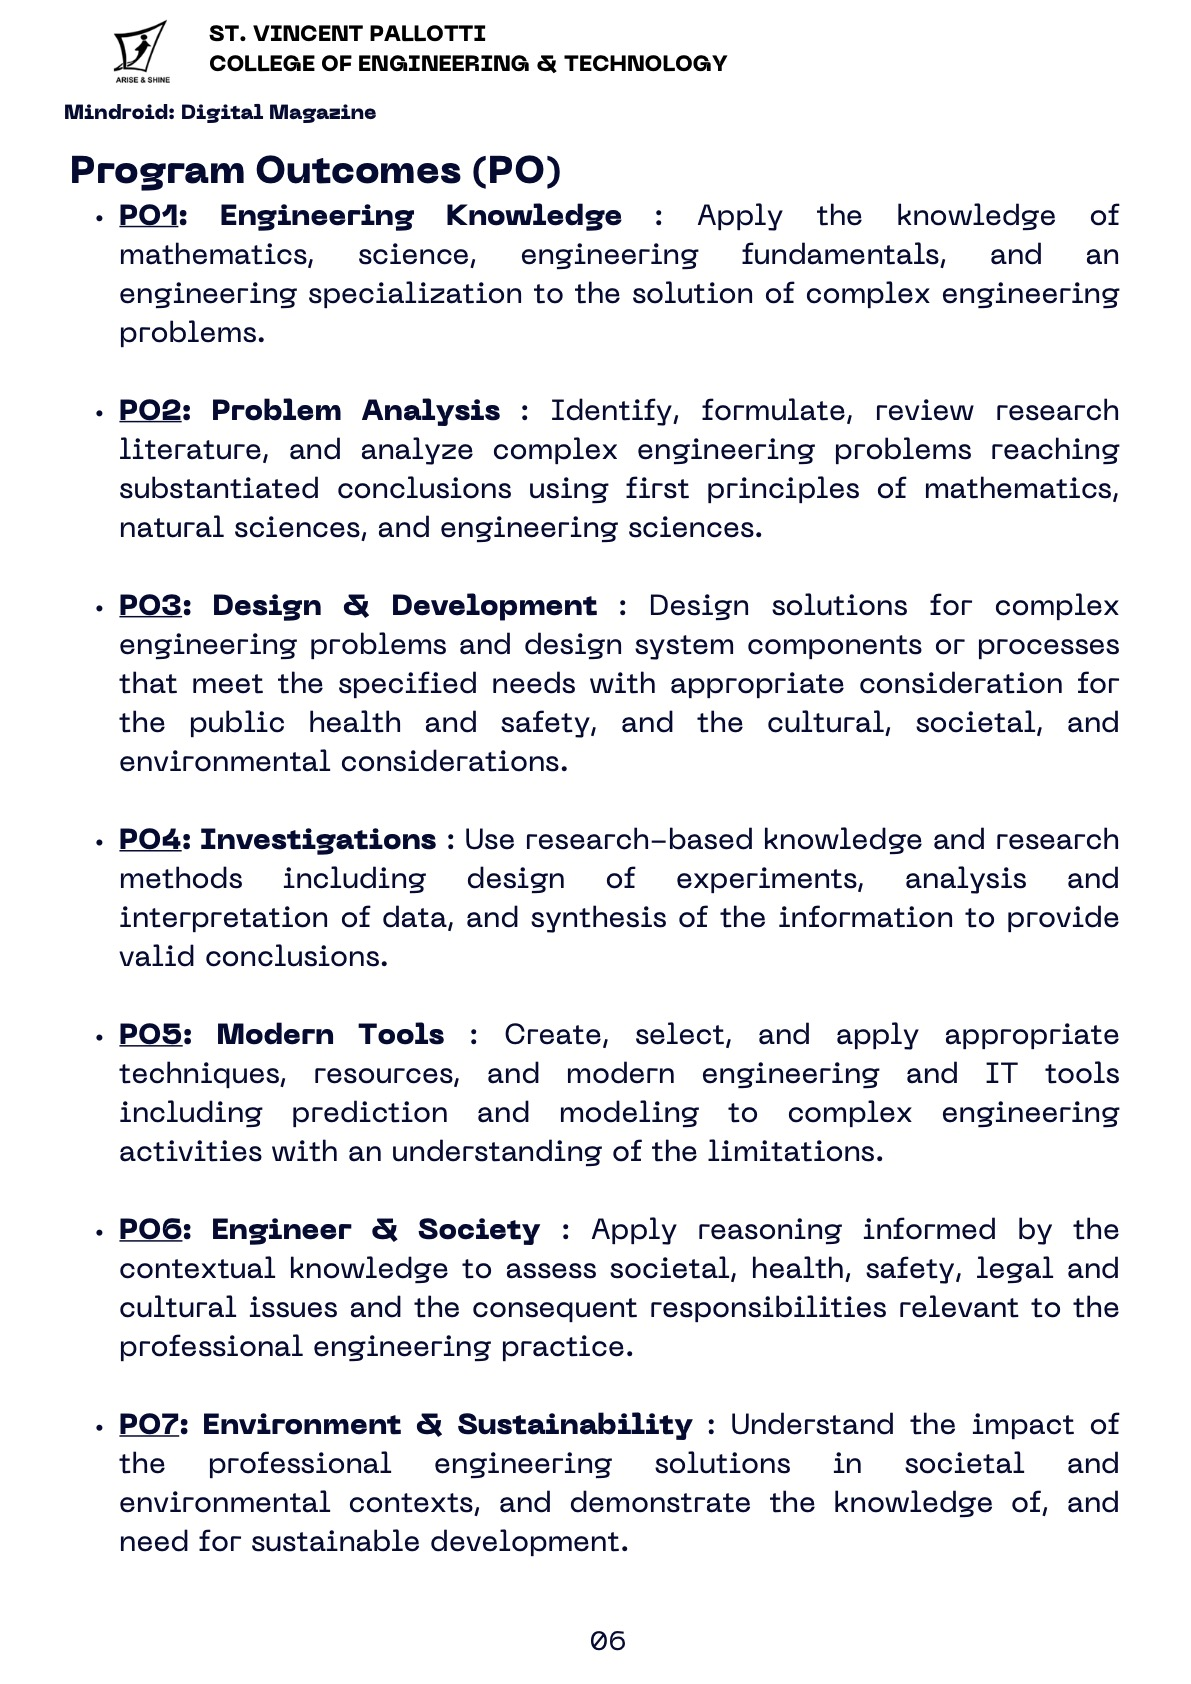 ST. VINCENT PALLOTTI
COLLEGE OF ENGINEERING & TECHNOLOGY
ARISE & SHINE
Mindroid: Digital Magazine
Program Outcomes (PO)
• PO1: Engineering Knowledge : Apply the knowledge of
mathematics, science, engineering fundamentals, and an
engineering specialization to the solution of complex engineering
problems.
• PO2: Problem Analysis : Identify, formulate, review research
literature, and analyze complex engineering problems reaching
substantiated conclusions using first principles of mathematics,
natural sciences, and engineering sciences.
• PO3: Design & Development : Design solutions for complex
engineering problems and design system components or processes
that meet the specified needs with appropriate consideration for
the public health and safety, and the cultural, societal, and
environmental considerations.
• PO4: Investigations : Use research-based knowledge and research
methods including design of experiments, analysis and
interpretation of data, and synthesis of the information to provide
valid conclusions.
• PO5: Modern Tools : Create, select, and apply appropriate
techniques, resources, and modern engineering and IT tools
including prediction and modeling to complex engineering
activities with an understanding of the limitations.
• PO6: Engineer & Society : Apply reasoning informed by the
contextual knowledge to assess societal, health, safety, legal and
cultural issues and the consequent responsibilities relevant to the
professional engineering practice.
• PO7: Environment & Sustainability : Understand the impact of
the professional engineering solutions in societal and
environmental contexts, and demonstrate the knowledge of, and
need for sustainable development.
06